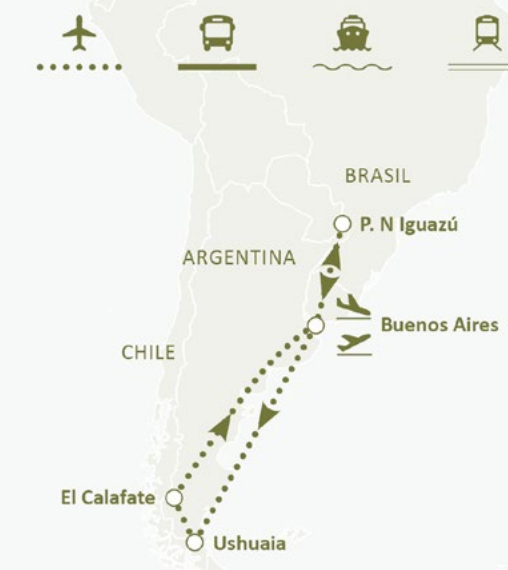 BRASIL
P. N Iguazú
ARGENTINA
Buenos Aires
CHILE
El Calafate
Ushuaia